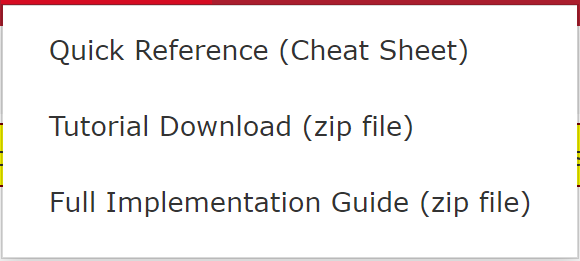 Quick Reference (Cheat Sheet)
Tutorial Download (zip file)
Full Implementation Guide (zip file)